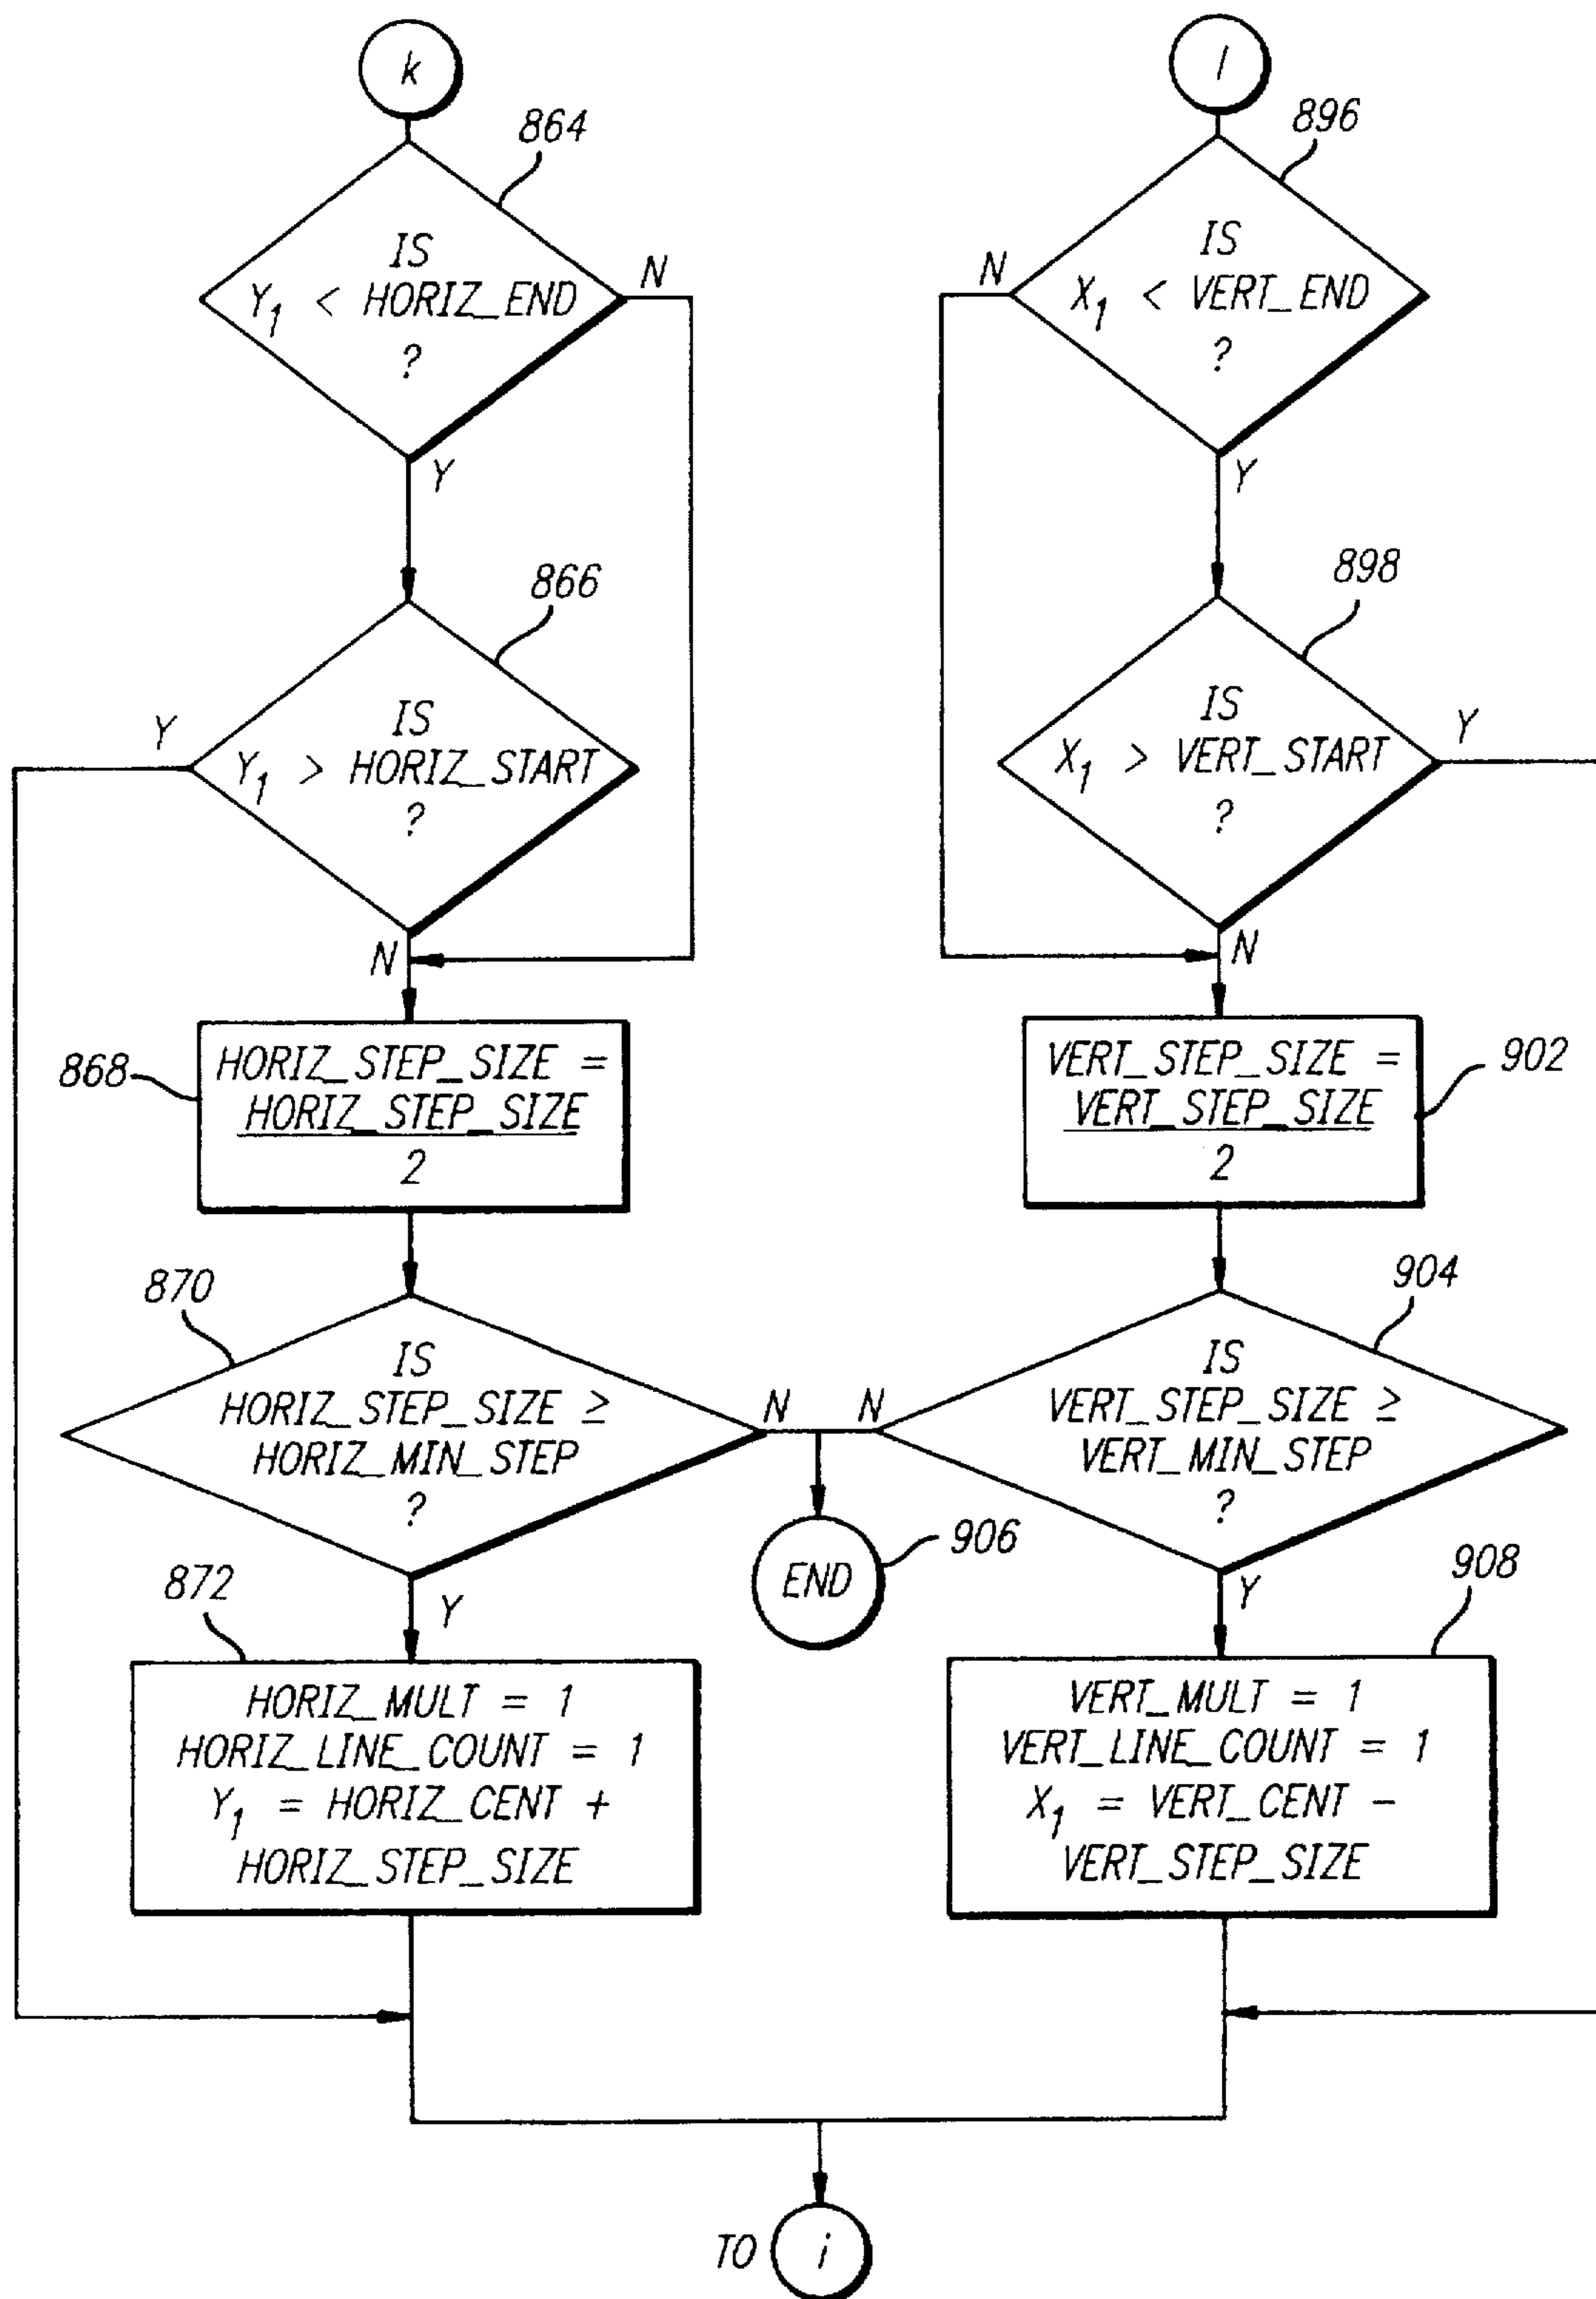 k
864
IS
Y1 < HORIZ_END
?
N
Y
866
IS
Y1 > HORIZ_START
?
Y
N
868
HORIZ_STEP_SIZE =
HORIZ_STEP_SIZE
2
870
IS
HORIZ_STEP_SIZE ≥
HORIZ_MIN_STEP
?
N
Y
872
HORIZ_MULT = 1
HORIZ_LINE_COUNT = 1
Y1 = HORIZ_CENT +
HORIZ_STEP_SIZE
l
896
IS
X1 < VERT_END
?
N
Y
898
IS
X1 > VERT_START
?
Y
N
902
VERT_STEP_SIZE =
VERT_STEP_SIZE
2
904
IS
VERT_STEP_SIZE ≥
VERT_MIN_STEP
?
N
Y
END
906
908
VERT_MULT = 1
VERT_LINE_COUNT = 1
X1 = VERT_CENT −
VERT_STEP_SIZE
TO i